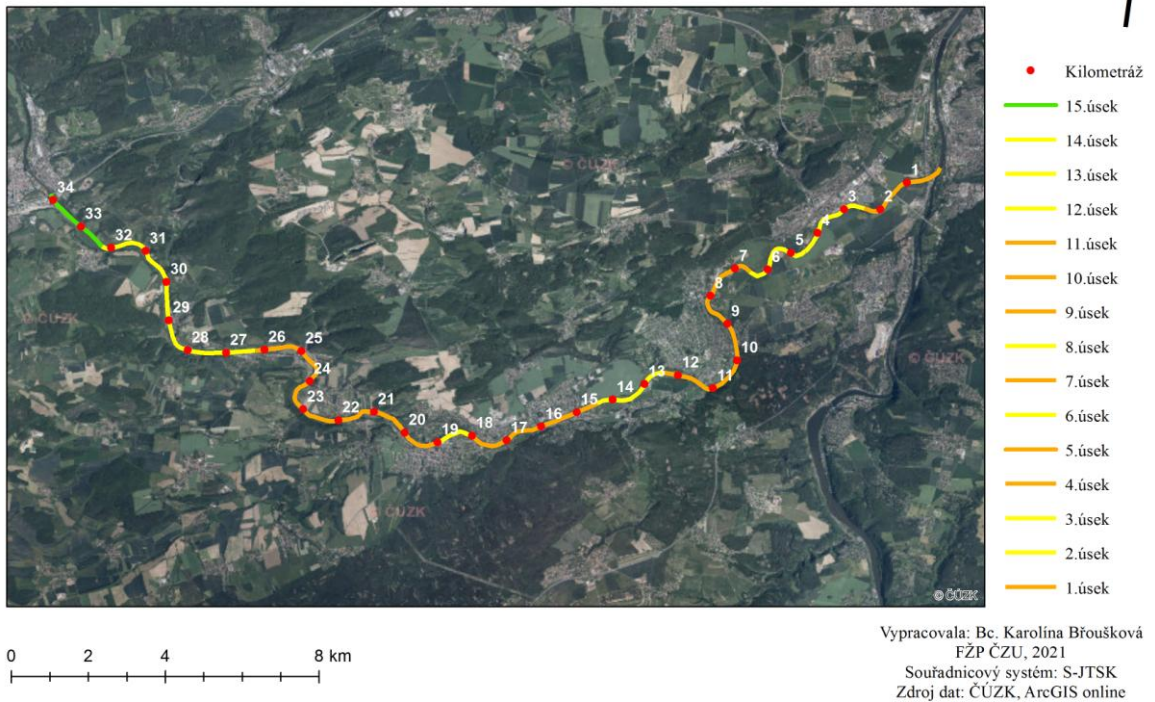 Kilometráž
15.úsek
14.úsek
13.úsek
12.úsek
11.úsek
10.úsek
9.úsek
8.úsek
7.úsek
6.úsek
5.úsek
4.úsek
3.úsek
2.úsek
1.úsek
© ČÚZK
1
2
3
4
5
6
7
8
9
10
11
12
13
14
15
16
17
18
19
20
21
22
23
24
25
26
27
28
29
30
31
32
33
34
© ČÚZK
© ČÚZK
© ČÚZK
© ČÚZK
0 2 4 8 km
Vypracovala: Bc. Karolína Břoušková
FŽP ČZU, 2021
Souřadnicový systém: S-JTSK
Zdroj dat: ČÚZK, ArcGIS online